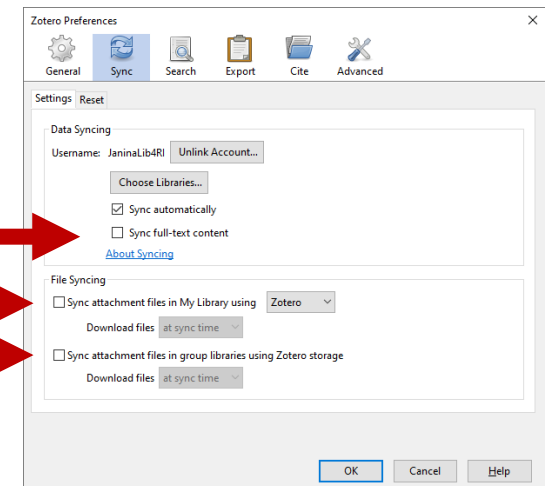 Zotero Preferences
General Sync Search Export Cite Advanced
Settings Reset
Data Syncing
Username: JaninaLib4RI Unlink Account...
Choose Libraries...
Sync automatically
Sync full-text content
About Syncing
File Syncing
Sync attachment files in My Library using Zotero
Download files at sync time
Sync attachment files in group libraries using Zotero storage
Download files at sync time
OK Cancel Help